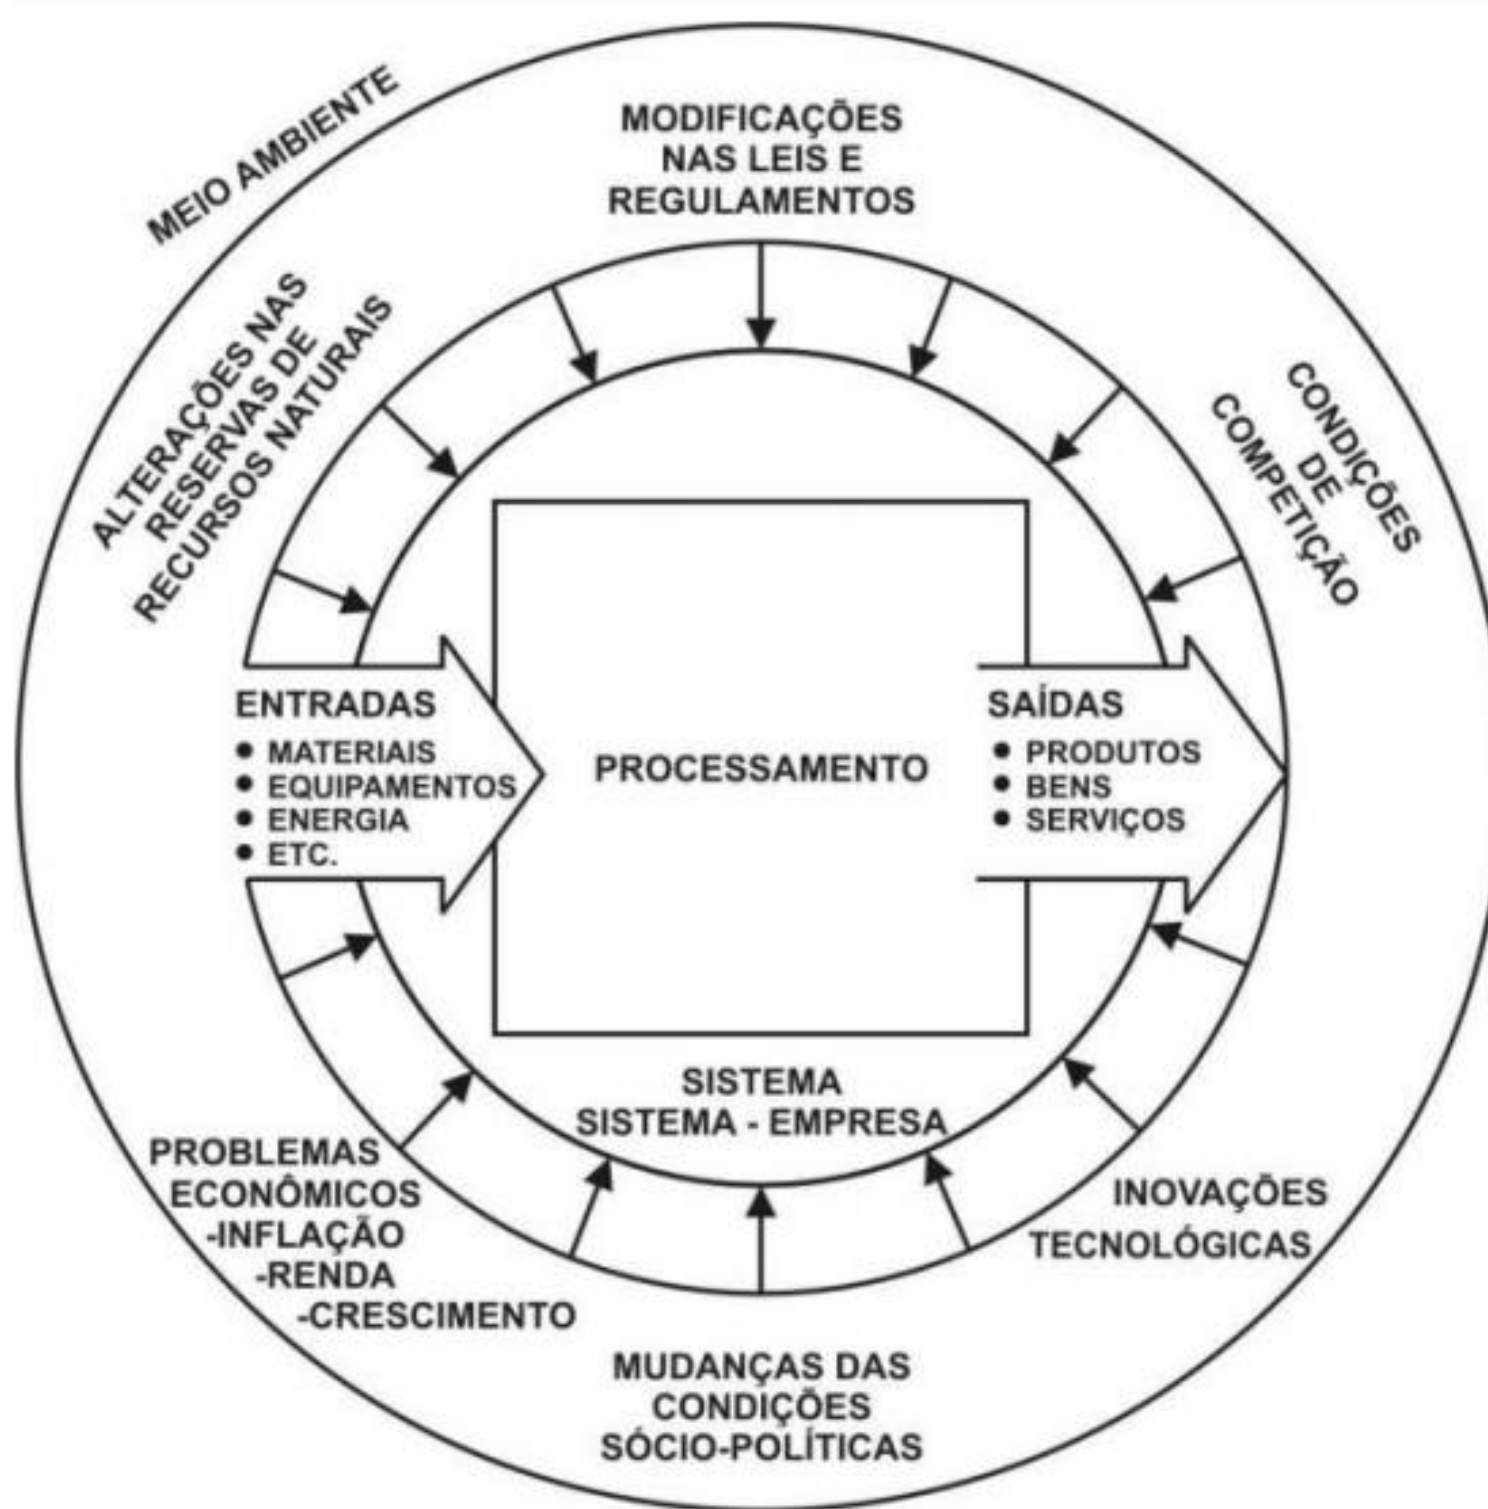 MEIO AMBIENTE
MODIFICAÇÕES
NAS LEIS E
REGULAMENTOS
ALTERAÇÕES NAS
RESERVAS DE
RECURSOS NATURAIS
CONDIÇÕES
DE
COMPETIÇÃO
ENTRADAS
● MATERIAIS
● EQUIPAMENTOS
● ENERGIA
● ETC.
PROCESSAMENTO
SAÍDAS
● PRODUTOS
● BENS
● SERVIÇOS
SISTEMA
SISTEMA - EMPRESA
PROBLEMAS
ECONÔMICOS
-INFLAÇÃO
-RENDA
-CRESCIMENTO
INOVAÇÕES
TECNOLÓGICAS
MUDANÇAS DAS
CONDIÇÕES
SÓCIO-POLÍTICAS